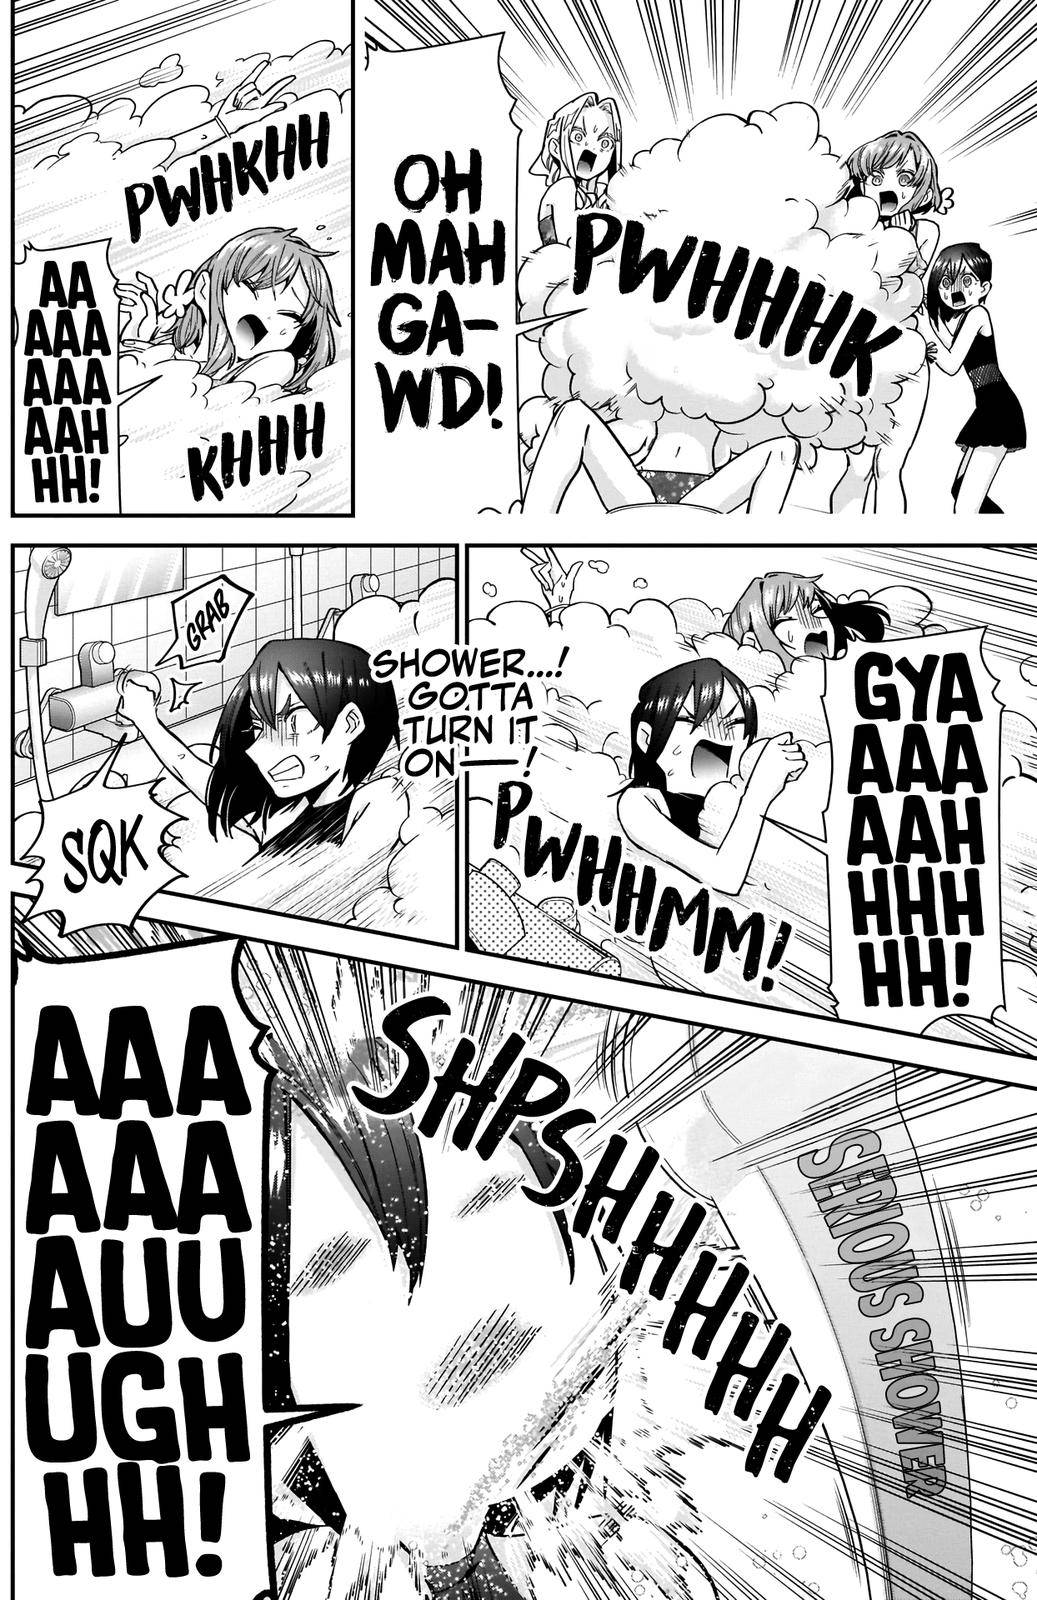 OH
MAH
GA-
WD!
PWHHHK
PWHKHH
AA
AAA
AAA
AAH
HH!
KHHH
GYA
AAA
AAH
HHH
HH!
SHOWER...!
GOTTA
TURN IT
ON——!
PWHHMM!
GRAB
SQK
SHPSHHHHHH
SERIOUS SHOWER
AAA
AAA
AUU
UGH
HH!